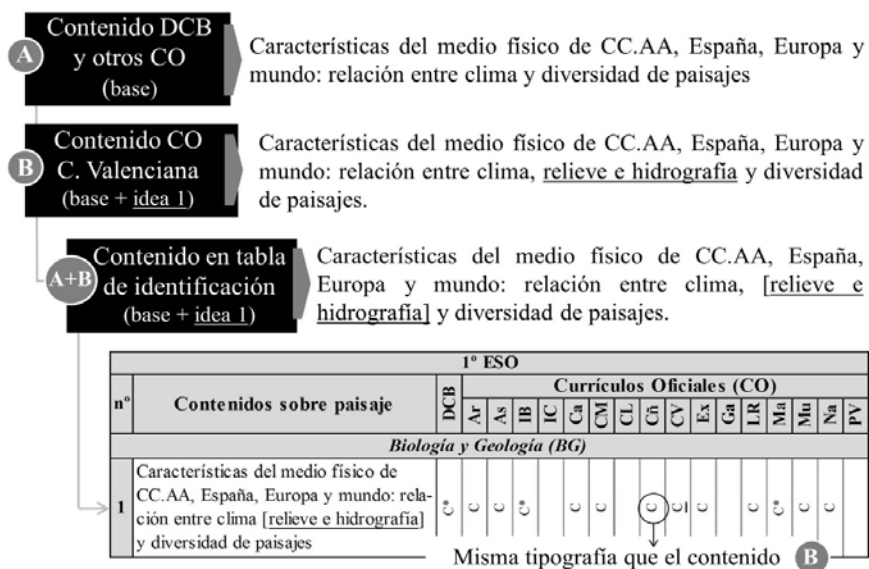 Contenido DCB
y otros CO
(base)
A
Características del medio físico de CC.AA, España, Europa y
mundo: relación entre clima y diversidad de paisajes
Contenido CO
C. Valenciana
(base + idea 1)
B
Características del medio físico de CC.AA, España, Europa y
mundo: relación entre clima, relieve e hidrografía y diversidad
de paisajes.
Contenido en tabla
de identificación
(base + idea 1)
A+B
Características del medio físico de CC.AA, España,
Europa y mundo: relación entre clima, [relieve e
hidrografía] y diversidad de paisajes.
1º ESO
nº
Contenidos sobre paisaje
DCB
Currículos Oficiales (CO)
Ar
As
IB
IC
Ca
CM
CL
Cñ
CV
Ex
Ga
LR
Ma
Mu
Na
PV
Biología y Geología (BG)
1
Características del medio físico de
CC.AA, España, Europa y mundo: rela-
ción entre clima [relieve e hidrografía]
y diversidad de paisajes
C*
C
C
C*
C
C
C
C
C
C
C*
C
C
Misma tipografía que el contenido B